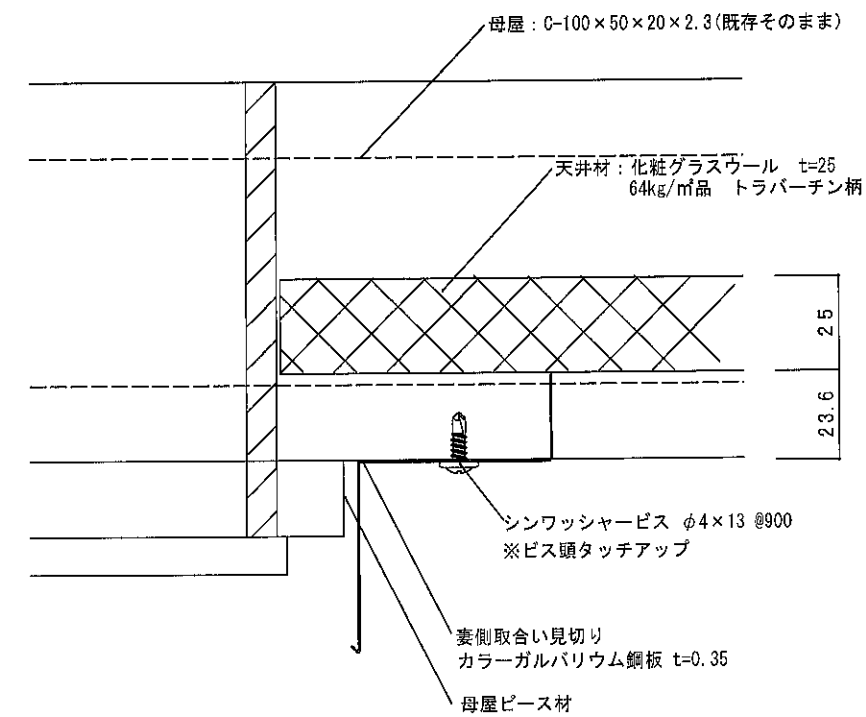 母屋：C-100×50×20×2.3(既存そのまま)
天井材：化粧グラスウール　t=25
64kg/㎡品　トラバーチン柄
25
23.6
シンワッシャービス φ4×13 @900
※ビス頭タッチアップ
妻側取合い見切り
カラーガルバリウム鋼板 t=0.35
母屋ピース材